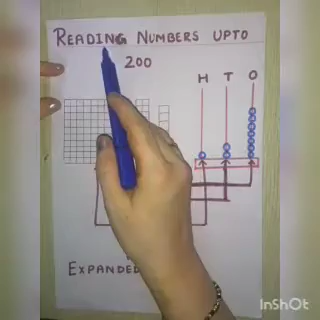 READING NUMBERS UPTO
200
H T O
EXPANDED
InShOt